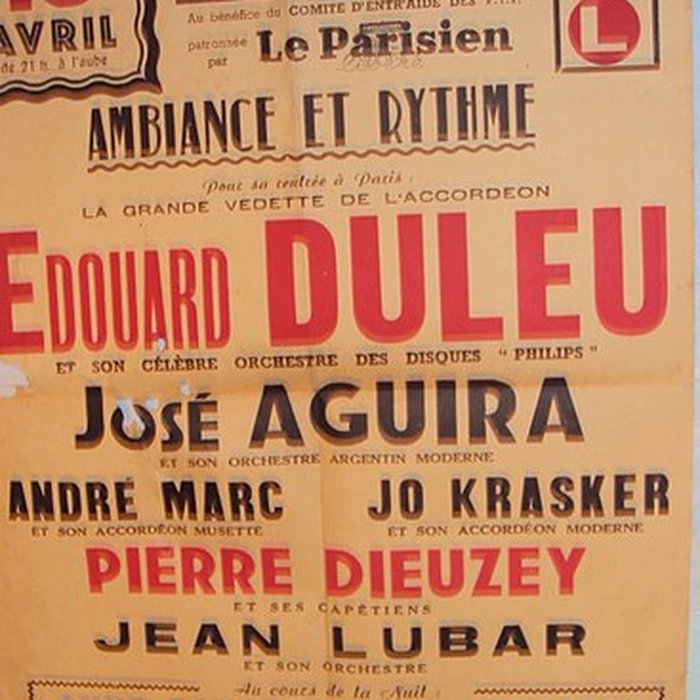 Au bénéfice du COMITÉ D'ENTR'AIDE DES P.T.T.
AVRIL
de 21 h. à l'aube
patronnée par Le Parisien
L
AMBIANCE ET RYTHME
Pour sa rentrée à Paris :
LA GRANDE VEDETTE DE L'ACCORDEON
EDOUARD DULEU
ET SON CÉLÈBRE ORCHESTRE DES DISQUES "PHILIPS"
JOSÉ AGUIRA
ET SON ORCHESTRE ARGENTIN MODERNE
ANDRÉ MARC JO KRASKER
ET SON ACCORDÉON MUSETTE ET SON ACCORDÉON MODERNE
PIERRE DIEUZEY
ET SES CAPÉTIENS
JEAN LUBAR
ET SON ORCHESTRE
Au cours de la Nuit :